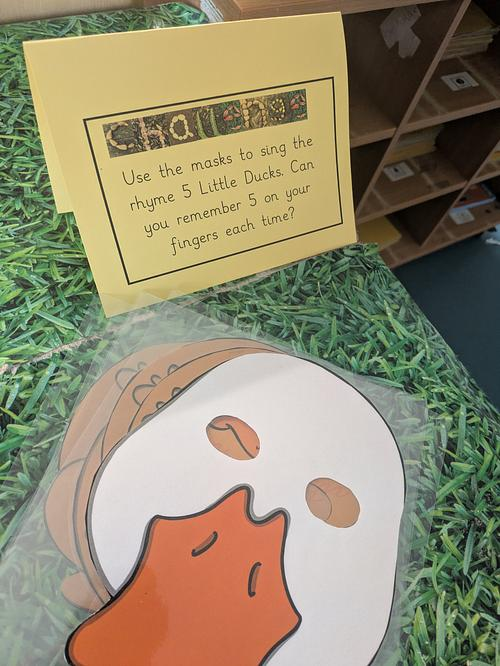 Challenge
Use the masks to sing the
rhyme 5 Little Ducks. Can
you remember 5 on your
fingers each time?